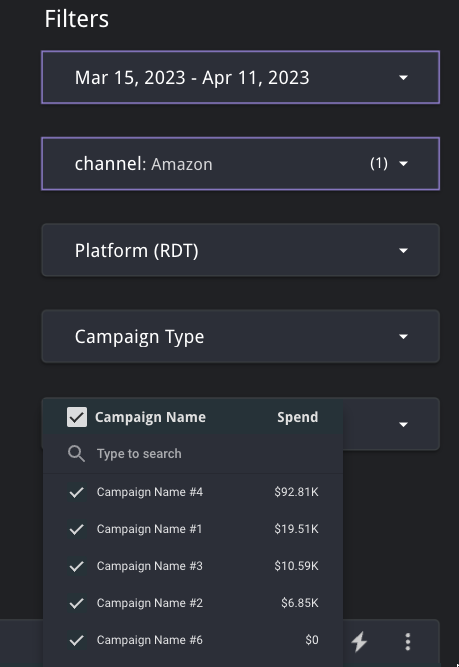 Filters
Mar 15, 2023 - Apr 11, 2023
channel: Amazon (1)
Platform (RDT)
Campaign Type
Campaign Name Spend
Type to search
Campaign Name #4 $92.81K
Campaign Name #1 $19.51K
Campaign Name #3 $10.59K
Campaign Name #2 $6.85K
Campaign Name #6 $0